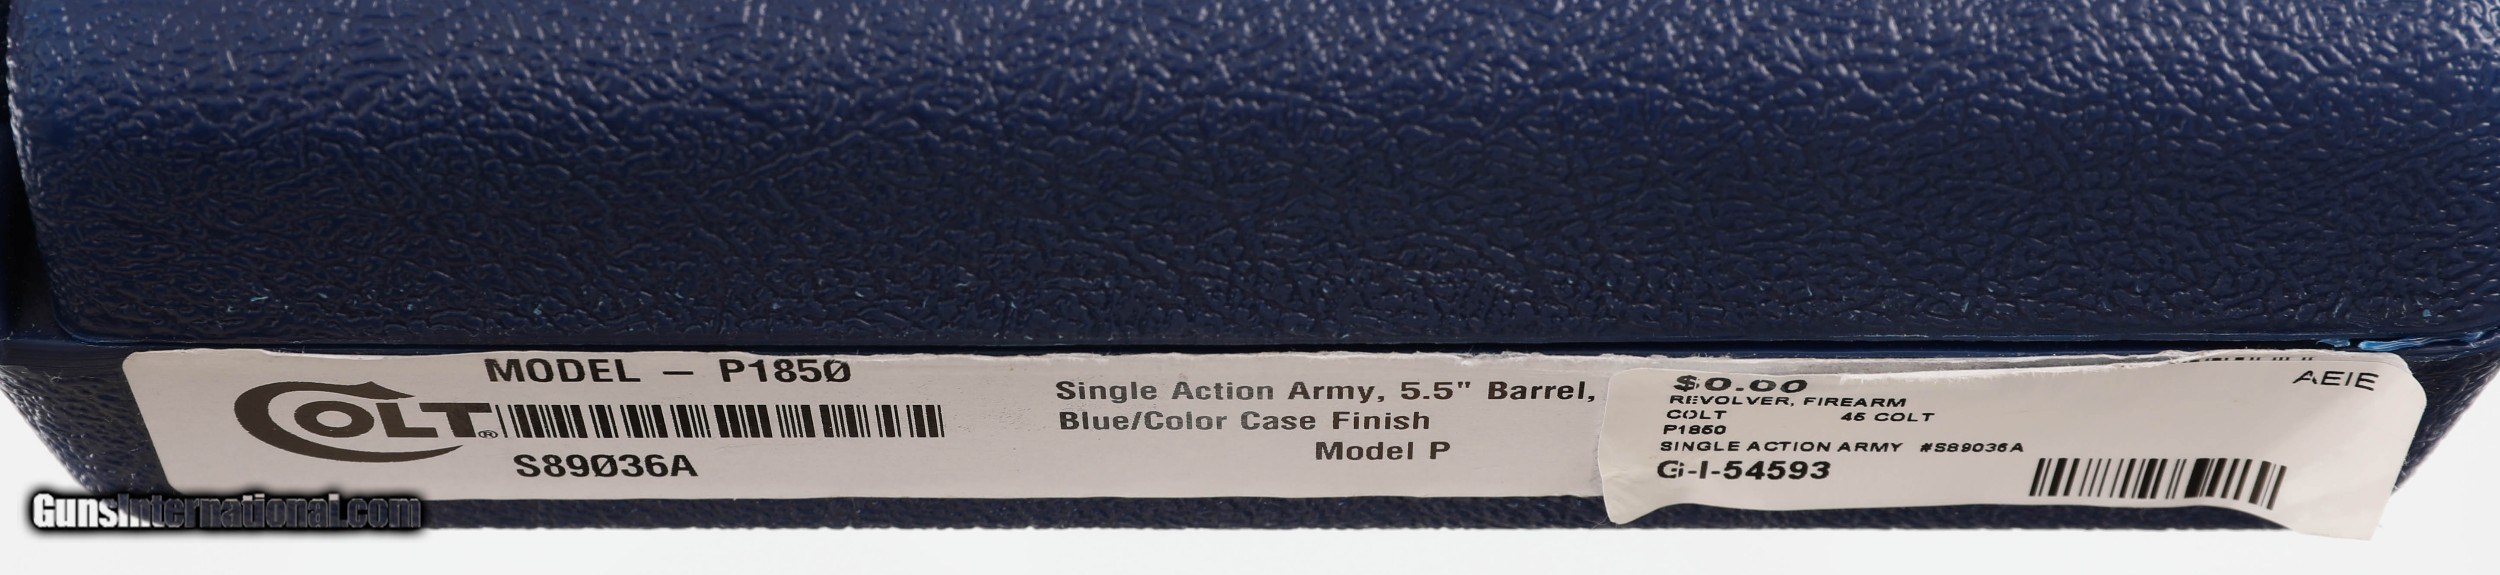 MODEL – P1850
COLT®
S89036A
Single Action Army, 5.5" Barrel,
Blue/Color Case Finish
Model P
$0.00
AEIE
REVOLVER, FIREARM
COLT 45 COLT
P1850
SINGLE ACTION ARMY #S89036A
G-I-54593
GunsInternational.com